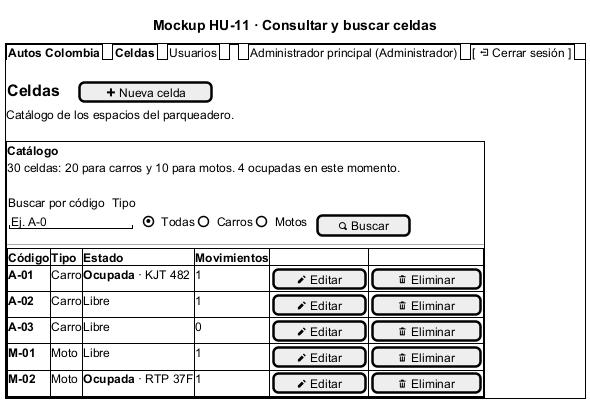 Mockup HU-11 · Consultar y buscar celdas
Autos Colombia Celdas Usuarios Administrador principal (Administrador) [ Cerrar sesión ]
Celdas + Nueva celda
Catálogo de los espacios del parqueadero.
Catálogo
30 celdas: 20 para carros y 10 para motos. 4 ocupadas en este momento.
Buscar por código Tipo
Ej. A-0 Todas Carros Motos Buscar
Código Tipo Estado Movimientos
A-01 Carro Ocupada · KJT 482 1 Editar Eliminar
A-02 Carro Libre 1 Editar Eliminar
A-03 Carro Libre 0 Editar Eliminar
M-01 Moto Libre 1 Editar Eliminar
M-02 Moto Ocupada · RTP 37F 1 Editar Eliminar